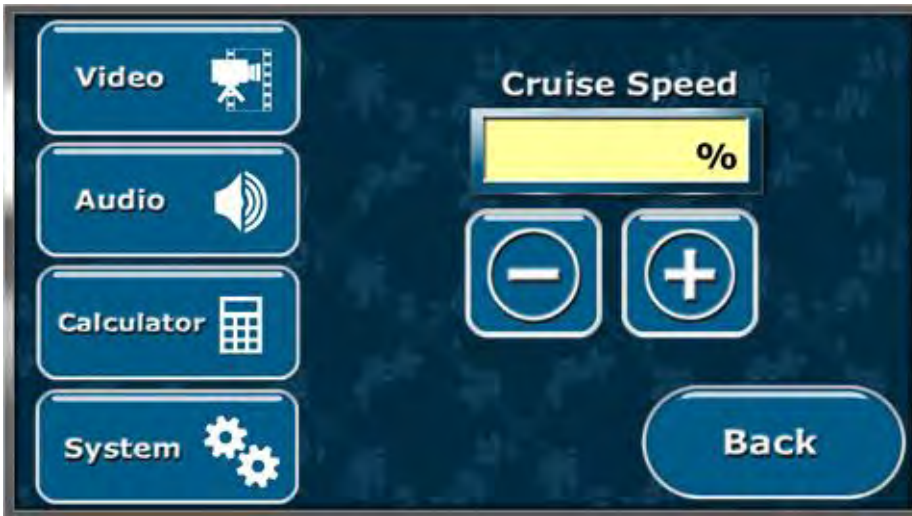 Video
Audio
Calculator
System
Cruise Speed
%
Back